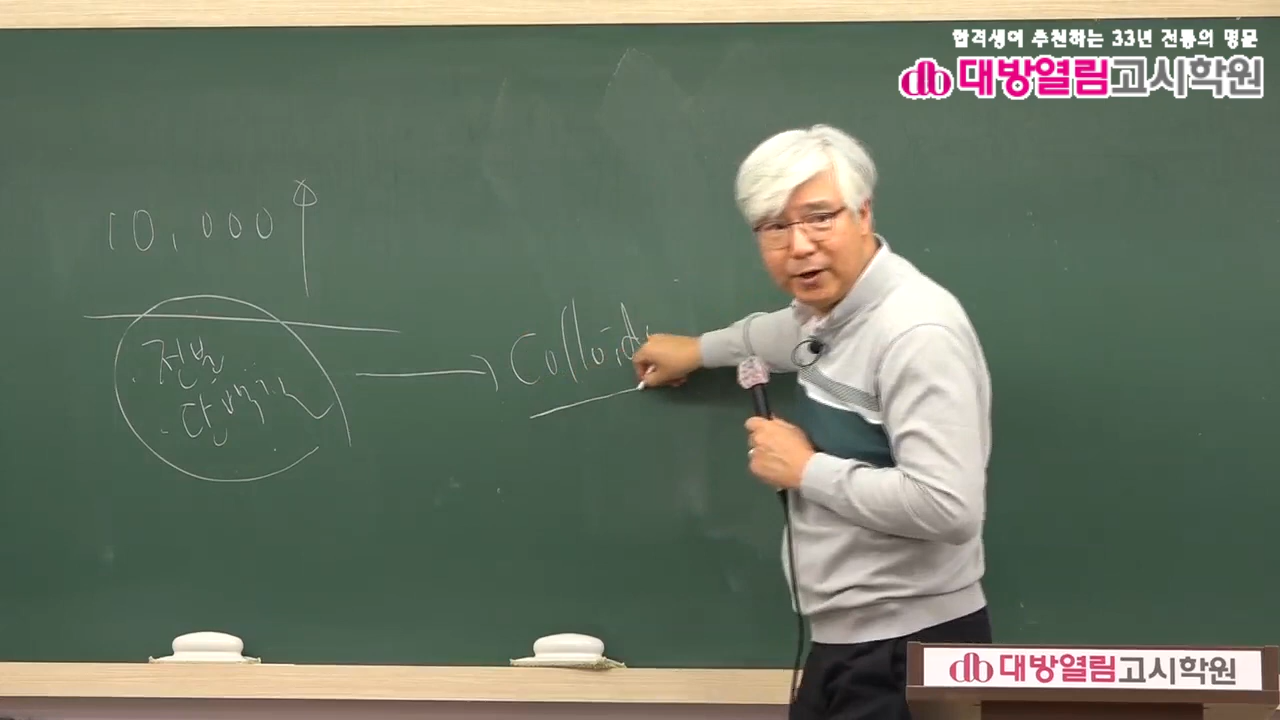 합격생이 추천하는 33년 전통의 명문
대방열림고시학원
10,000
전분
단백질
Colloid
대방열림고시학원